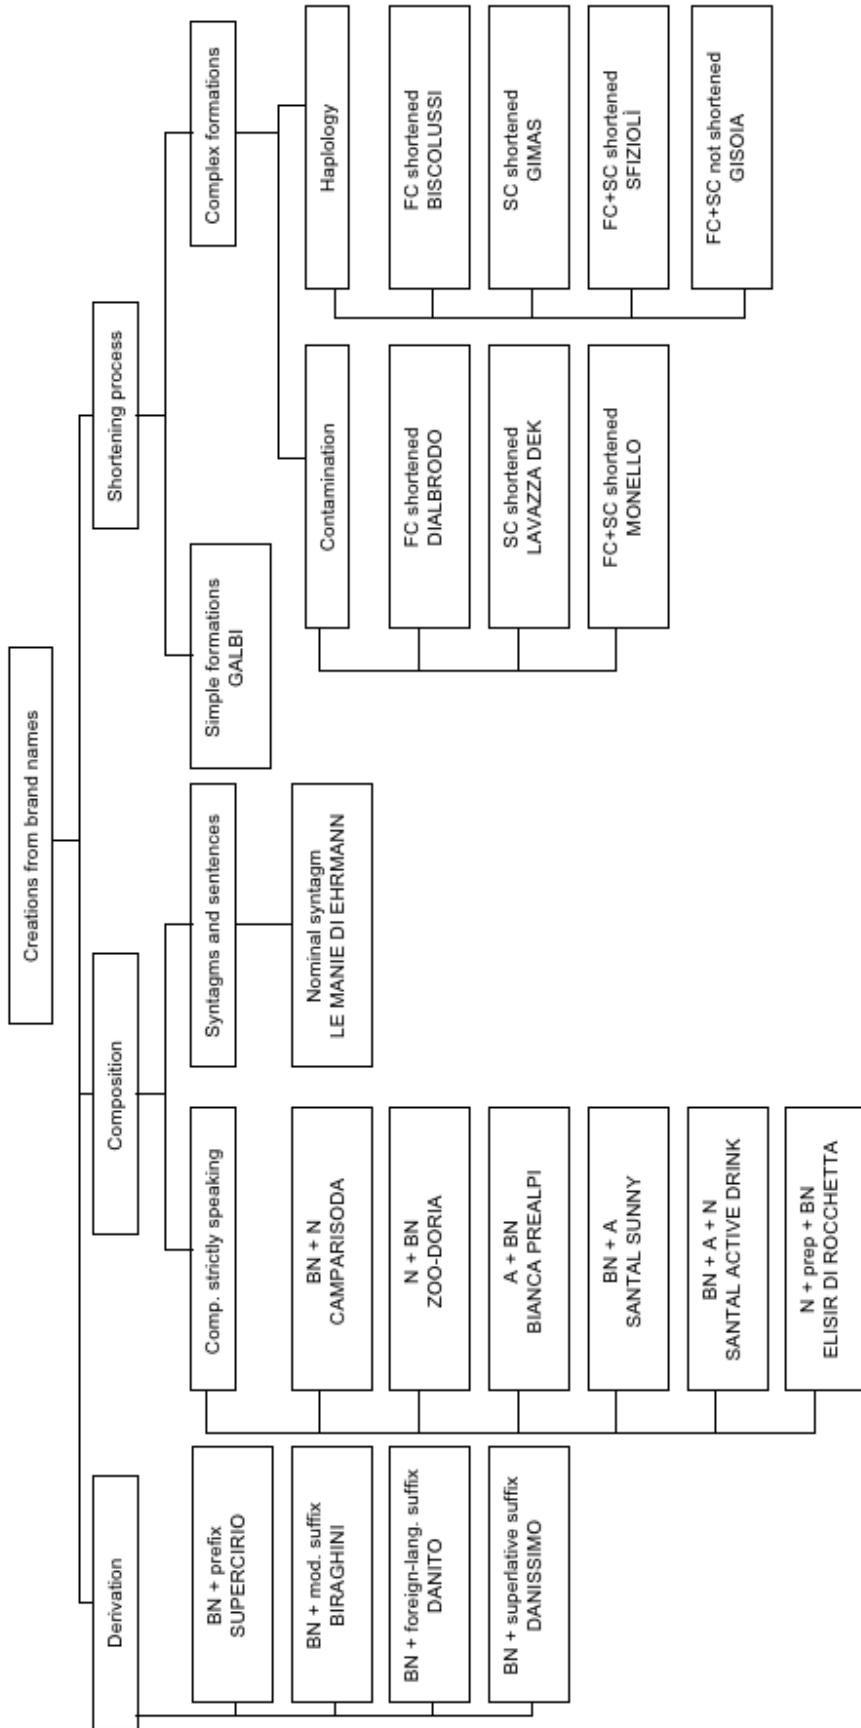 Creations from brand names
Derivation
BN + prefix
SUPERCIRIO
BN + mod. suffix
BIRAGHINI
BN + foreign-lang. suffix
DANITO
BN + superlative suffix
DANISSIMO
Composition
Comp. strictly speaking
BN + N
CAMPARISODA
N + BN
ZOO-DORIA
A + BN
BIANCA PREALPI
BN + A
SANTAL SUNNY
BN + A + N
SANTAL ACTIVE DRINK
N + prep + BN
ELISIR DI ROCCHETTA
Syntagms and sentences
Nominal syntagm
LE MANIE DI EHRMANN
Shortening process
Simple formations
GALBI
Complex formations
Contamination
FC shortened
DIALBRODO
SC shortened
LAVAZZA DEK
FC+SC shortened
MONELLO
Haplology
FC shortened
BISCOLUSSI
SC shortened
GIMAS
FC+SC shortened
SFIZIOLÌ
FC+SC not shortened
GISOIA